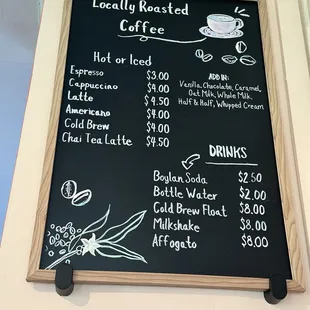 Locally Roasted
Coffee
Hot or Iced
Espresso $3.00
Cappuccino $4.00
Latte $4.50
Americano $4.00
Cold Brew $4.00
Chai Tea Latte $4.50
ADD IN:
Vanilla, Chocolate, Caramel,
Oat Milk, Whole Milk,
Half & Half, Whipped Cream
DRINKS
Boylan Soda $2.50
Bottle Water $2.00
Cold Brew Float $8.00
Milkshake $8.00
Affogato $8.00